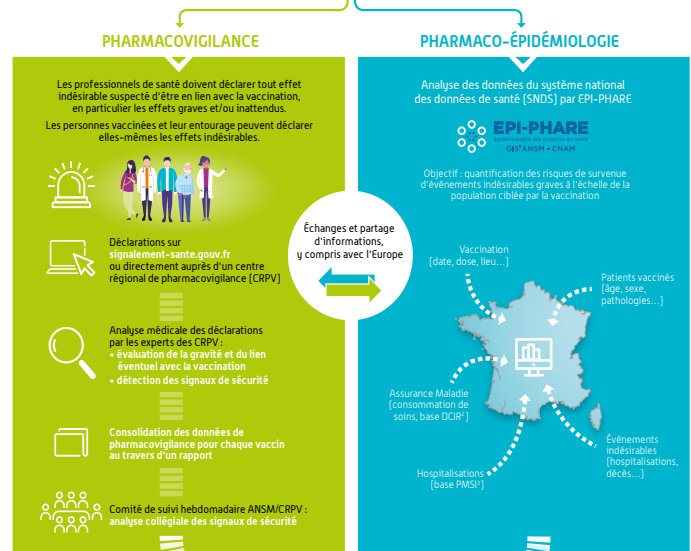 PHARMACOVIGILANCE
Les professionnels de santé doivent déclarer tout effet
indésirable suspecté d'être en lien avec la vaccination,
en particulier les effets graves et/ou inattendus.
Les personnes vaccinées et leur entourage peuvent déclarer
elles-mêmes les effets indésirables.
Déclarations sur
signalement-sante.gouv.fr
ou directement auprès d'un centre
régional de pharmacovigilance (CRPV)
Analyse médicale des déclarations
par les experts des CRPV :
• évaluation de la gravité et du lien
éventuel avec la vaccination
• détection des signaux de sécurité
Consolidation des données de
pharmacovigilance pour chaque vaccin
au travers d'un rapport
Comité de suivi hebdomadaire ANSM/CRPV :
analyse collégiale des signaux de sécurité
Échanges et partage
d'informations,
y compris avec l'Europe
PHARMACO-ÉPIDÉMIOLOGIE
Analyse des données du système national
des données de santé (SNDS) par EPI-PHARE
EPI-PHARE
épidémiologie des produits de santé
GIS ANSM - CNAM
Objectif : quantification des risques de survenue
d'évènements indésirables graves à l'échelle de la
population ciblée par la vaccination
Vaccination
(date, dose, lieu...)
Patients vaccinés
(âge, sexe,
pathologies...)
Assurance Maladie
(consommation de
soins, base DCIR²)
Évènements
indésirables
(hospitalisations,
décès...)
Hospitalisations
(base PMSI³)